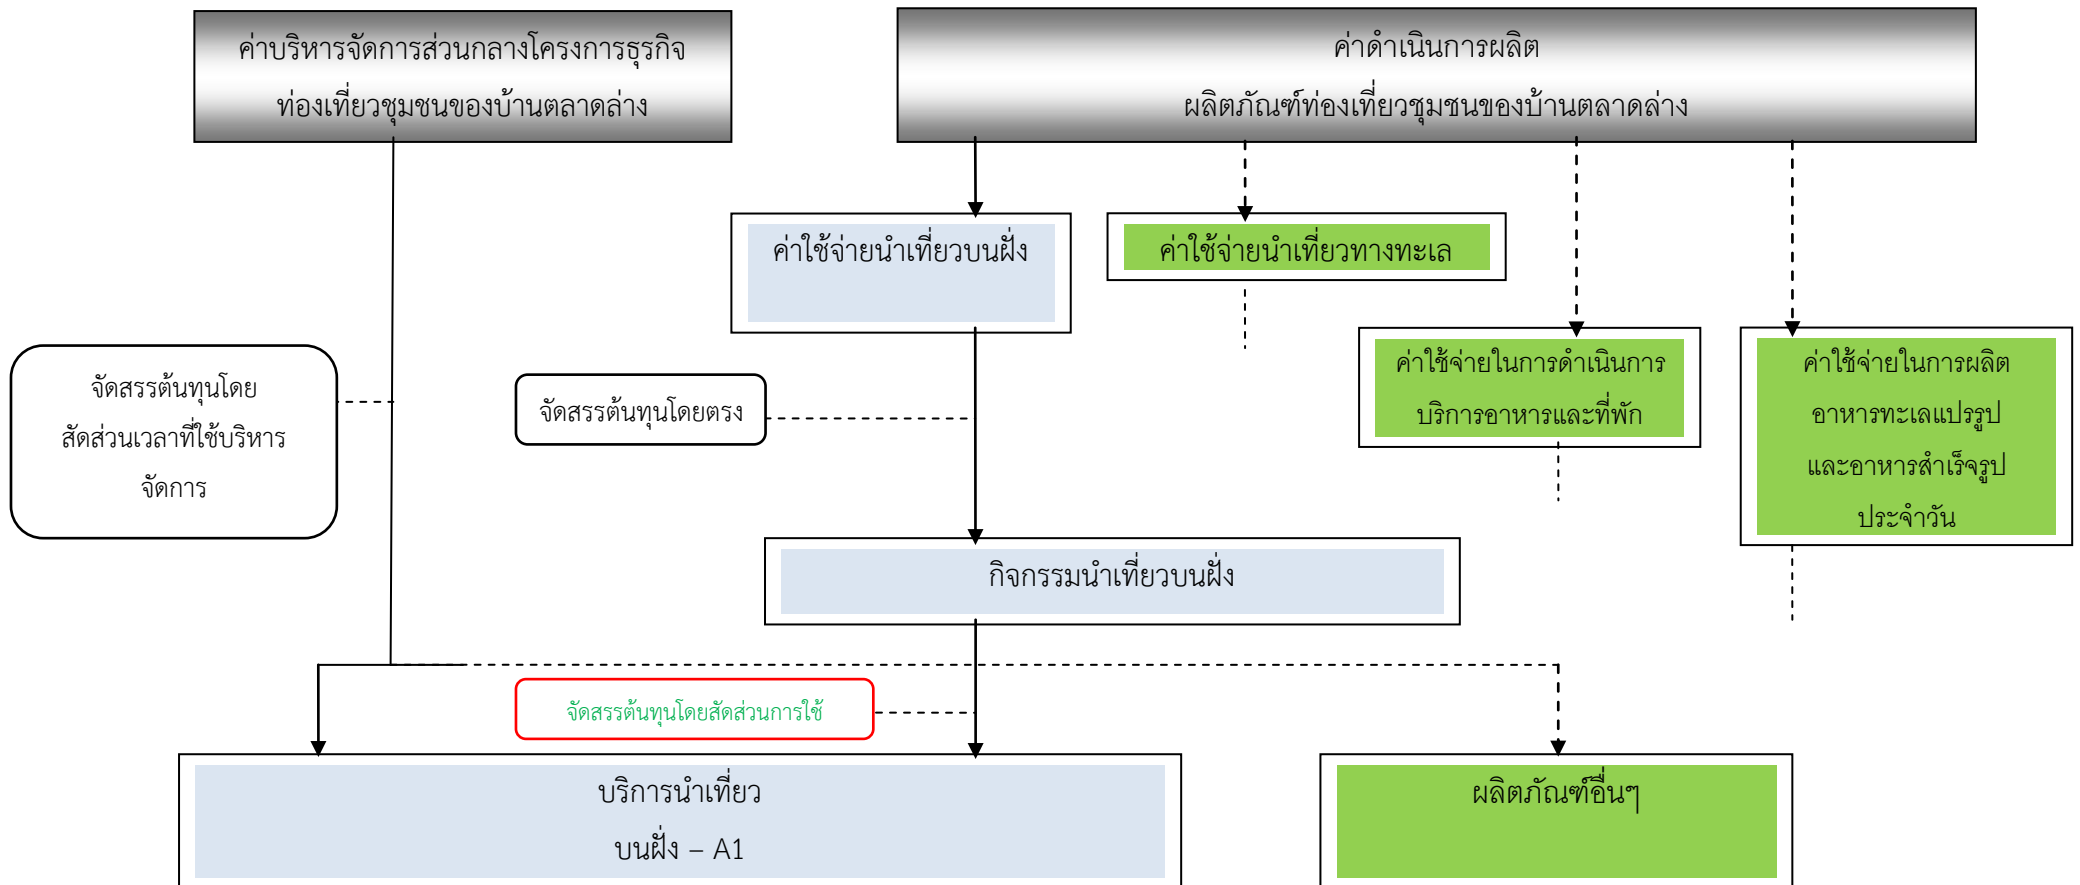 ค่าบริหารจัดการส่วนกลางโครงการธุรกิจ
ท่องเที่ยวชุมชนของบ้านตลาดล่าง
ค่าดำเนินการผลิต
ผลิตภัณฑ์ท่องเที่ยวชุมชนของบ้านตลาดล่าง
ค่าใช้จ่ายนำเที่ยวบนฝั่ง
ค่าใช้จ่ายนำเที่ยวทางทะเล
ค่าใช้จ่ายในการดำเนินการ
บริการอาหารและที่พัก
ค่าใช้จ่ายในการผลิต
อาหารทะเลแปรรูป
และอาหารสำเร็จรูป
ประจำวัน
จัดสรรต้นทุนโดย
สัดส่วนเวลาที่ใช้บริหาร
จัดการ
จัดสรรต้นทุนโดยตรง
กิจกรรมนำเที่ยวบนฝั่ง
จัดสรรต้นทุนโดยสัดส่วนการใช้
บริการนำเที่ยว
บนฝั่ง – A1
ผลิตภัณฑ์อื่นๆ